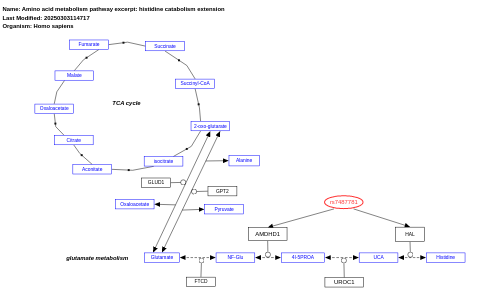 Name: Amino acid metabolism pathway excerpt: histidine catabolism extension
Last Modified: 20250303114717
Organism: Homo sapiens
Fumarate
Succinate
Malate
Succinyl-CoA
TCA cycle
Oxaloacetate
2-oxo-glutarate
Citrate
Aconitate
isocitrate
Alanine
GLUD1
GPT2
Oxaloaoetate
Pyruvate
rs7487781
AMDHD1
HAL
glutamate metabolism
Glutamate
NF-Glu
4I-5PROA
UCA
Histidine
FTCD
UROC1